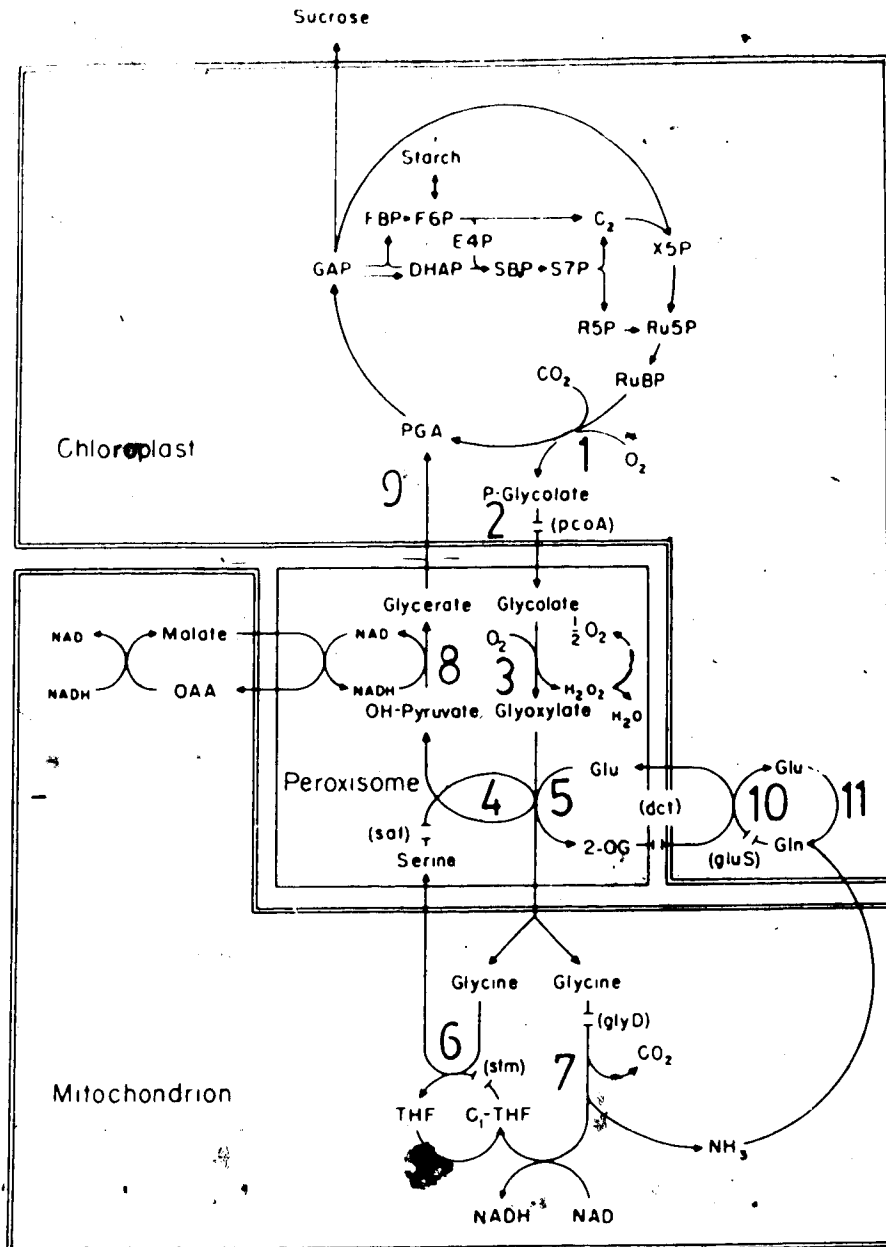 Sucrose
Starch
FBP F6P C₂
E4P X5P
GAP DHAP SBP S7P
R5P Ru5P
CO₂ RuBP
PGA
Chloroplast 1 O₂
9 P-Glycolate
2 (pcoA)
Glycerate Glycolate
NAD Malate NAD O₂ ½ O₂
8 3
NADH OAA NADH H₂O₂
OH-Pyruvate Glyoxylate H₂O
Peroxisome 4 5 Glu Glu
(dct) 10 11
(sat) 2-OG (gluS) Gln
Serine
Glycine Glycine
(glyD)
6 (stm) 7 CO₂
Mitochondrion THF C₁-THF
NH₃
NADH NAD